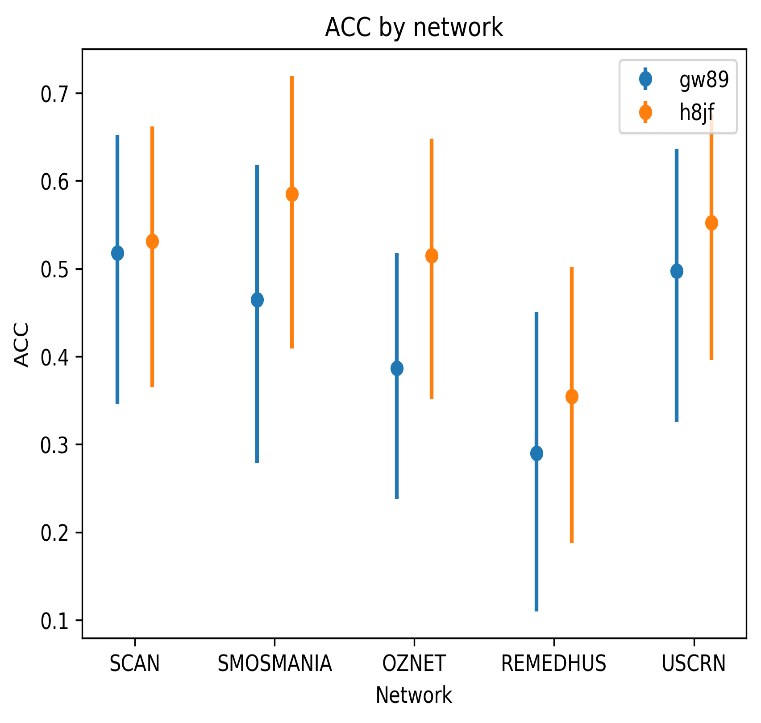 ACC by network
gw89
h8jf
ACC
0.7
0.6
0.5
0.4
0.3
0.2
0.1
SCAN SMOSMANIA OZNET REMEDHUS USCRN
Network